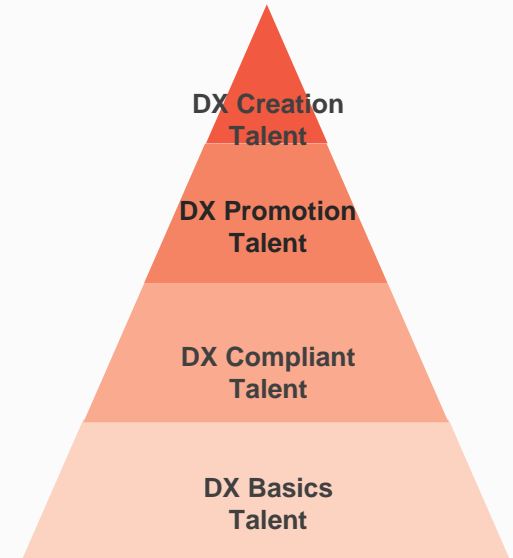 DX Creation
Talent
DX Promotion
Talent
DX Compliant
Talent
DX Basics
Talent